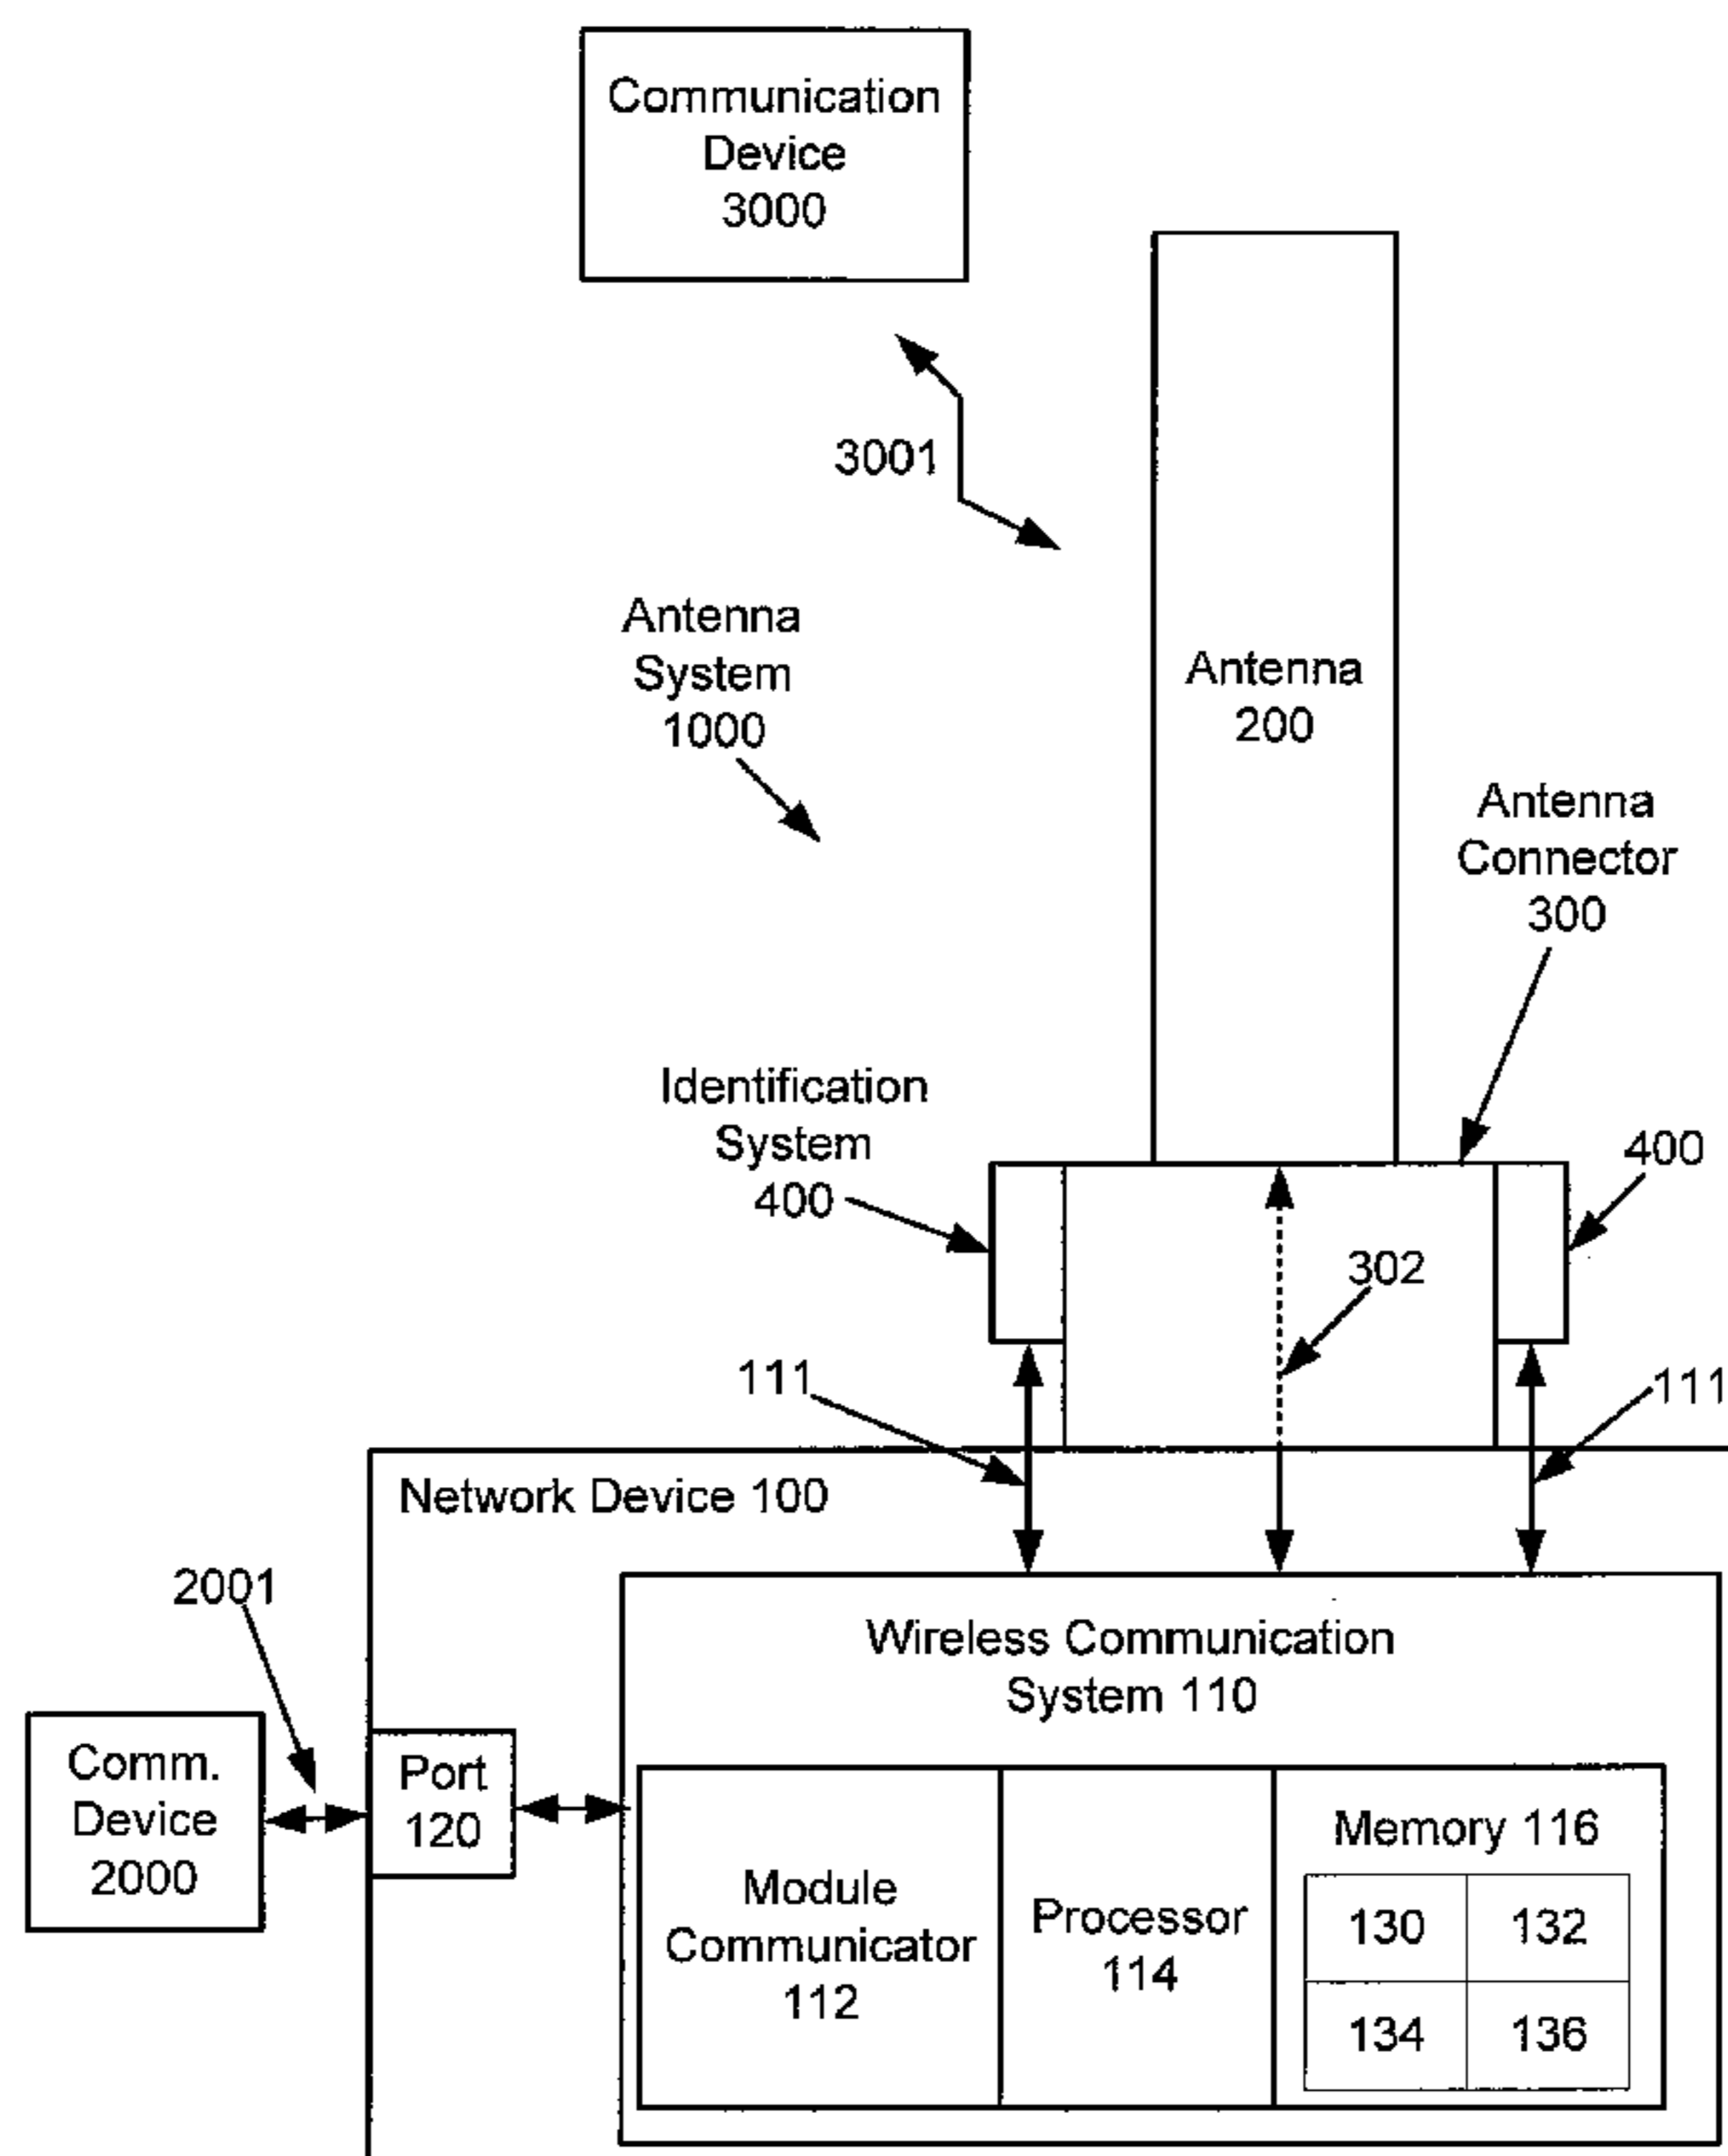 Communication
Device
3000
3001
Antenna
System
1000
Antenna
200
Antenna
Connector
300
Identification
System
400
400
302
111
111
Network Device 100
2001
Wireless Communication
System 110
Comm.
Device
2000
Port
120
Module
Communicator
112
Processor
114
Memory 116
130 132
134 136